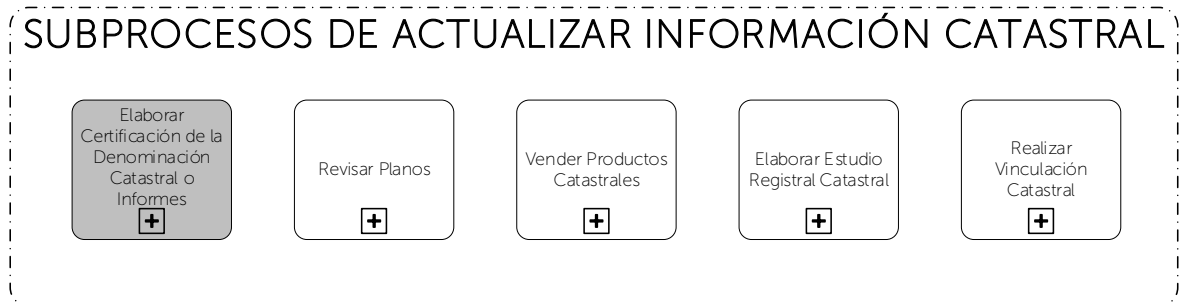 SUBPROCESOS DE ACTUALIZAR INFORMACIÓN CATASTRAL
Elaborar
Certificación de la
Denominación
Catastral o
Informes
Revisar Planos
Vender Productos
Catastrales
Elaborar Estudio
Registral Catastral
Realizar
Vinculación
Catastral